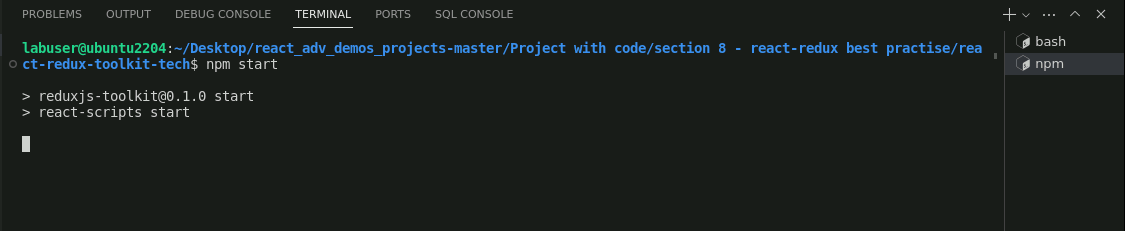 PROBLEMS OUTPUT DEBUG CONSOLE TERMINAL PORTS SQL CONSOLE
labuser@ubuntu2204:~/Desktop/react_adv_demos_projects-master/Project with code/section 8 - react-redux best practise/rea
ct-redux-toolkit-tech$ npm start
> reduxjs-toolkit@0.1.0 start
> react-scripts start
bash
npm